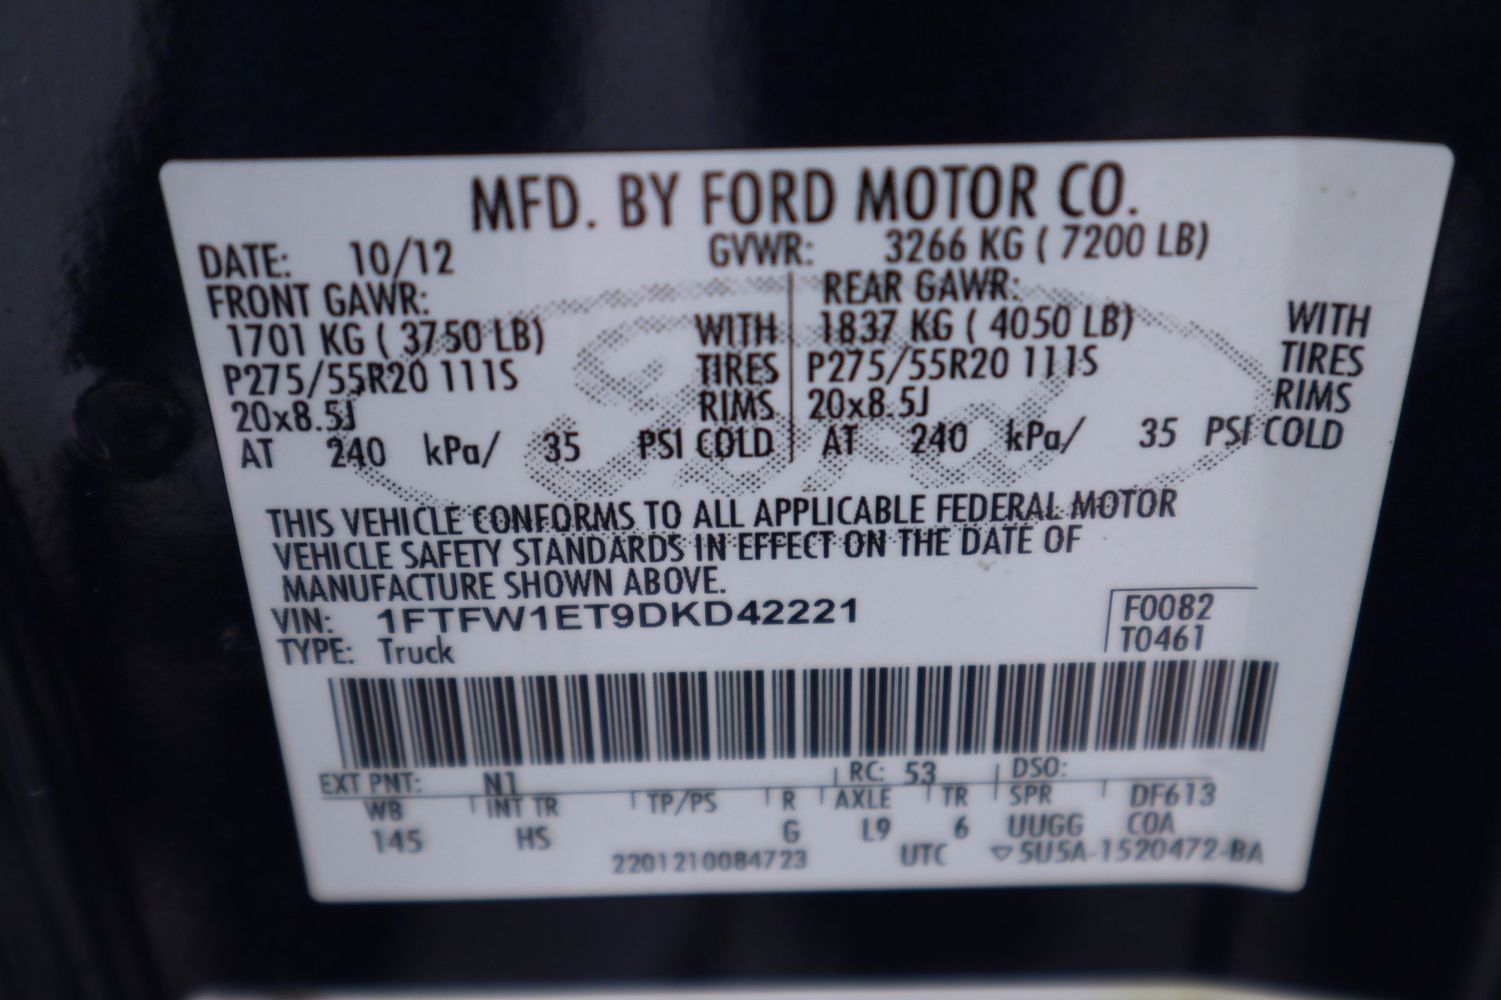 MFD. BY FORD MOTOR CO.
DATE: 10/12 GVWR: 3266 KG ( 7200 LB)
FRONT GAWR: REAR GAWR:
1701 KG ( 3750 LB) WITH 1837 KG ( 4050 LB) WITH
P275/55R20 111S TIRES P275/55R20 111S TIRES
20x8.5J RIMS 20x8.5J RIMS
AT 240 kPa/ 35 PSI COLD AT 240 kPa/ 35 PSI COLD
Ford
THIS VEHICLE CONFORMS TO ALL APPLICABLE FEDERAL MOTOR
VEHICLE SAFETY STANDARDS IN EFFECT ON THE DATE OF
MANUFACTURE SHOWN ABOVE.
VIN: 1FTFW1ET9DKD42221 F0082
TYPE: Truck T0461
EXT PNT: N1 RC: 53 DSO:
WB INT TR TP/PS R AXLE TR SPR DF613
145 HS G L9 6 UUGG COA
2201210084723 UTC ▽5U5A-1520472-BA